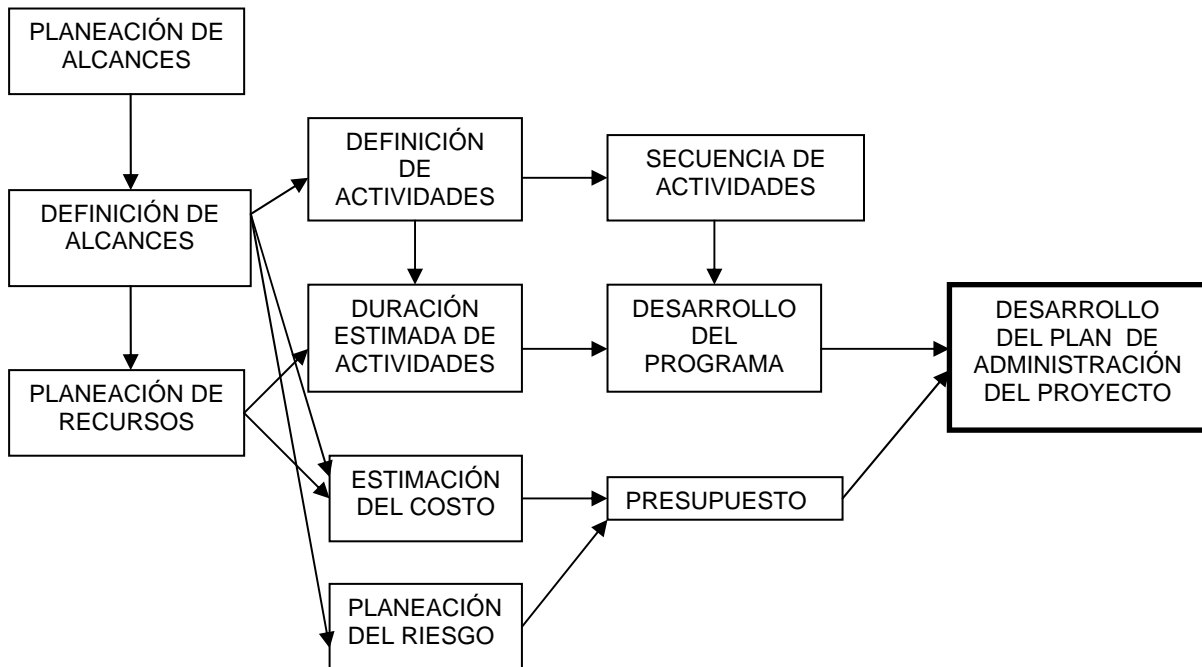 PLANEACIÓN DE
ALCANCES
DEFINICIÓN DE
ALCANCES
PLANEACIÓN DE
RECURSOS
DEFINICIÓN
DE
ACTIVIDADES
DURACIÓN
ESTIMADA DE
ACTIVIDADES
ESTIMACIÓN
DEL COSTO
PLANEACIÓN
DEL RIESGO
SECUENCIA DE
ACTIVIDADES
DESARROLLO
DEL
PROGRAMA
PRESUPUESTO
DESARROLLO
DEL PLAN DE
ADMINISTRACIÓN
DEL PROYECTO